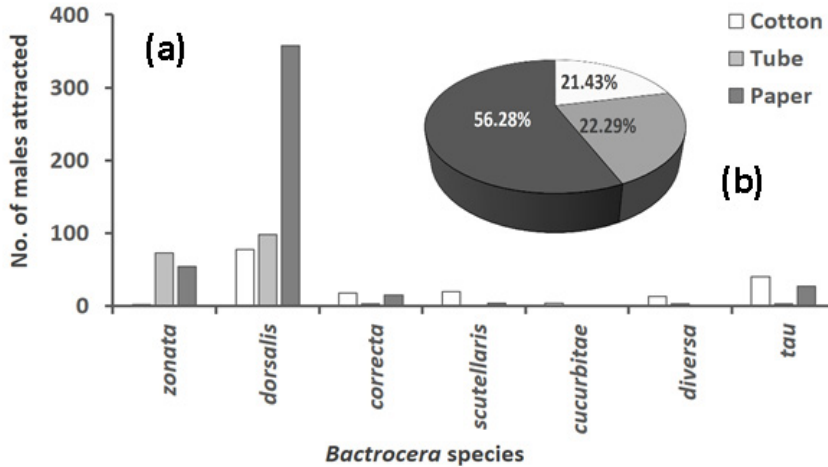 400
300
200
100
0
No. of males attracted
(a)
Cotton
Tube
Paper
21.43%
56.28%
22.29%
(b)
zonata
dorsalis
correcta
scutellaris
cucurbitae
diversa
tau
Bactrocera species